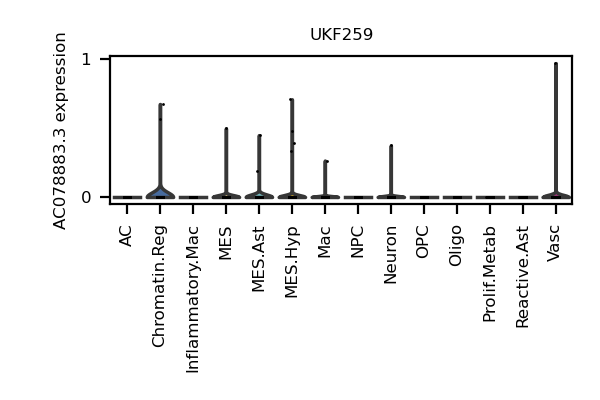 UKF259
AC078883.3 expression
1
0
AC
Chromatin.Reg
Inflammatory.Mac
MES
MES.Ast
MES.Hyp
Mac
NPC
Neuron
OPC
Oligo
Prolif.Metab
Reactive.Ast
Vasc